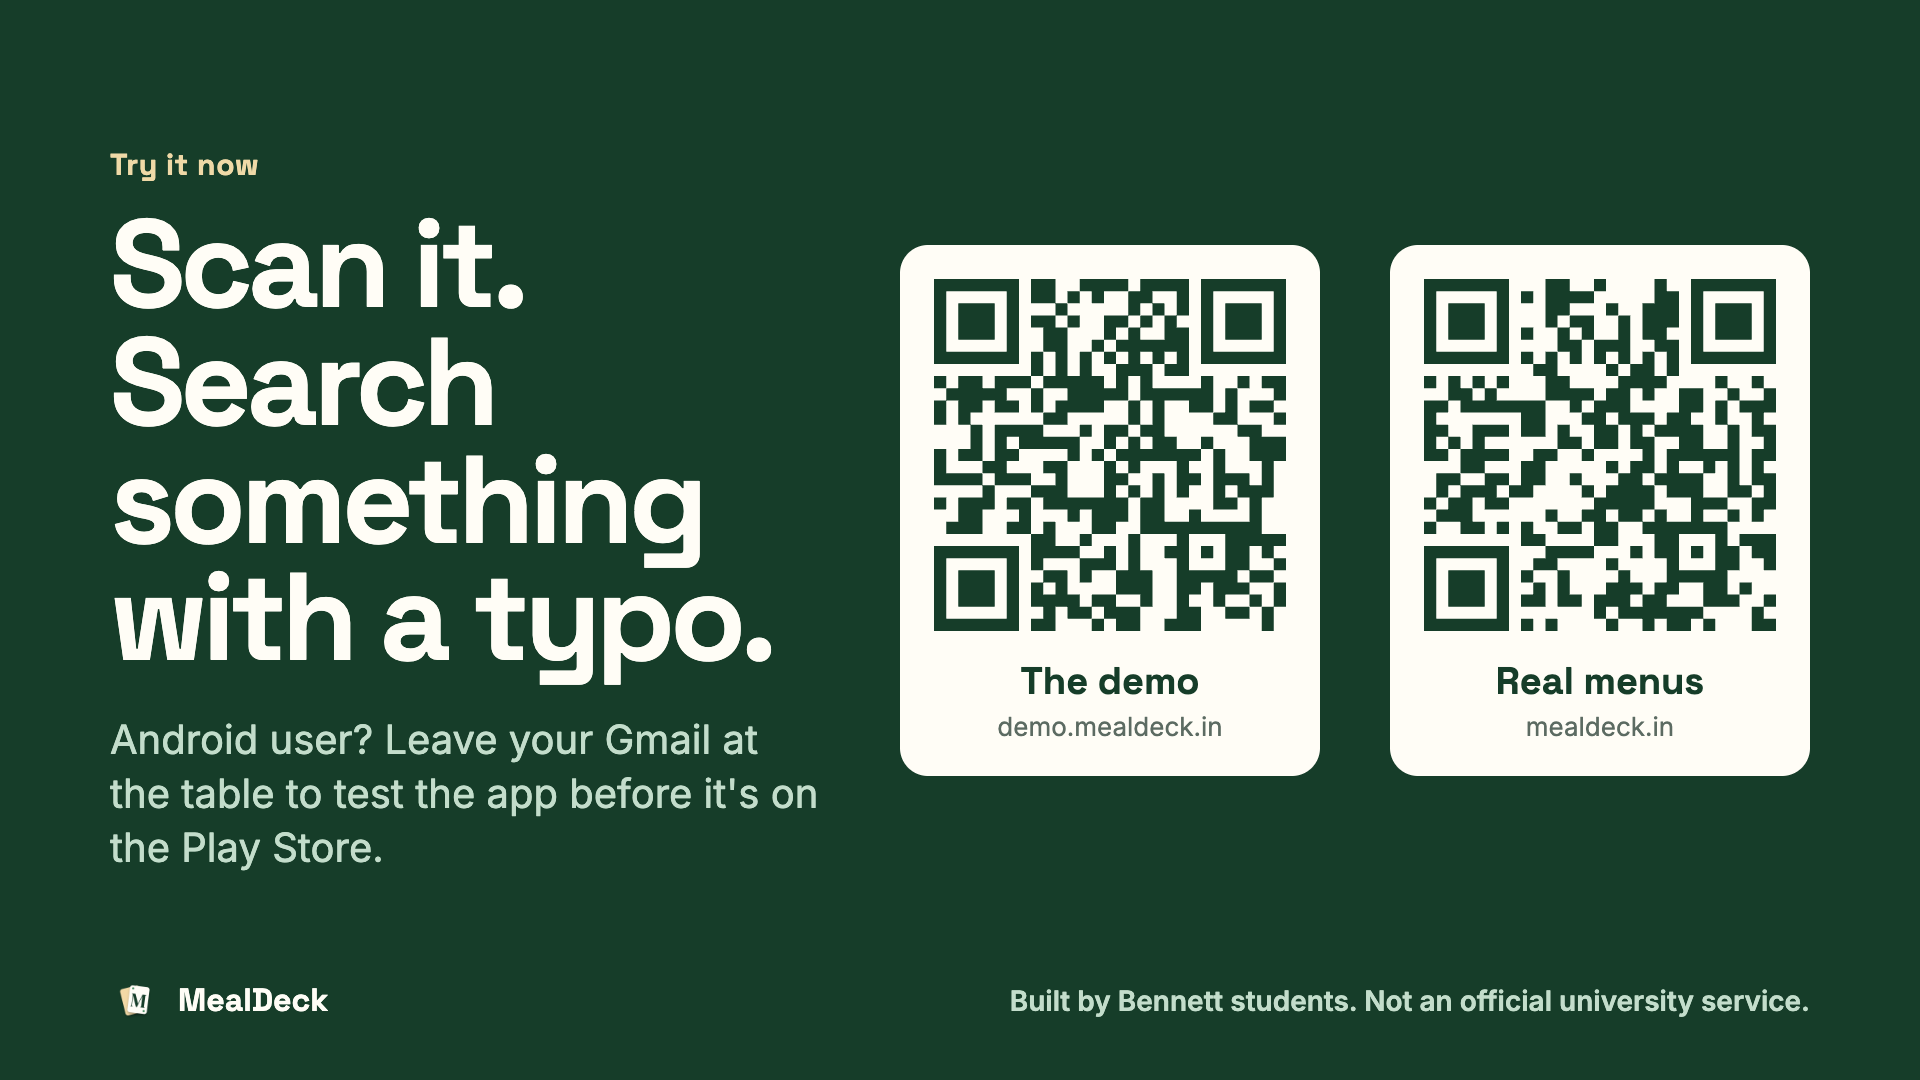 Try it now
Scan it.
Search
something
with a typo.
Android user? Leave your Gmail at
the table to test the app before it's on
the Play Store.
The demo
demo.mealdeck.in
Real menus
mealdeck.in
M
MealDeck
Built by Bennett students. Not an official university service.